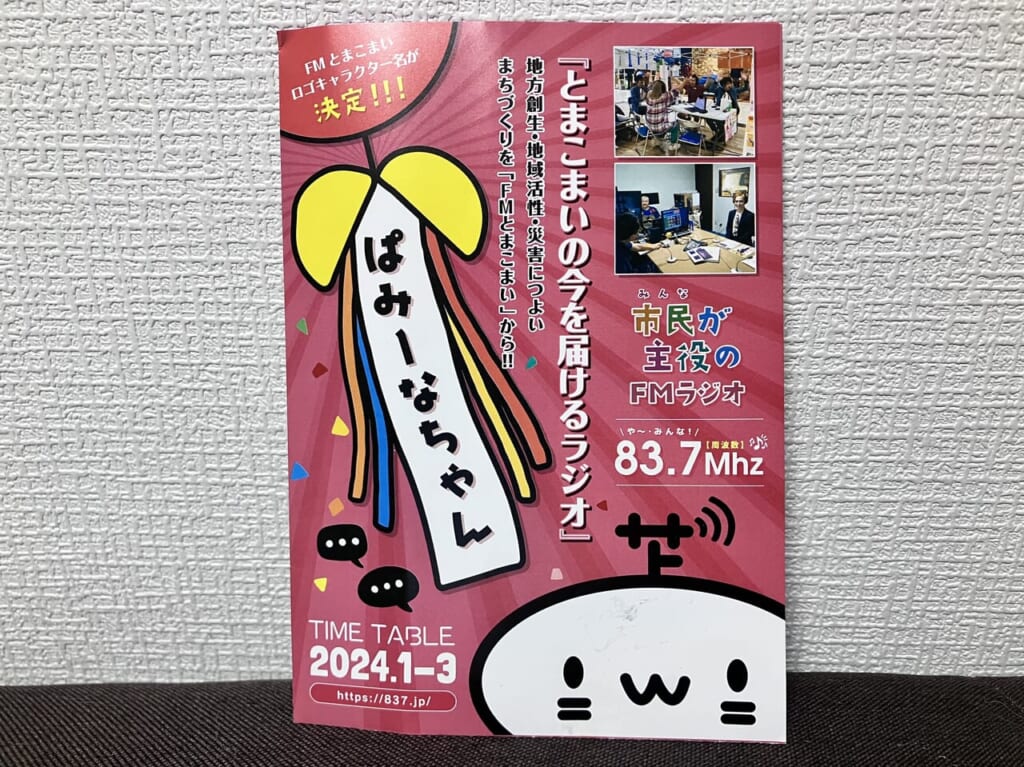 FMとまこまい
ロゴキャラクター名が
決定!!!
ぱみーなちゃん
『とまこまいの今を届けるラジオ』
地方創生・地域活性・災害につよい
まちづくりを「FMとまこまい」から!!
みんな
市民が
主役の
FMラジオ
\や〜・みんな!/
83.7【周波数】Mhz
TIME TABLE
2024.1-3
https://837.jp/